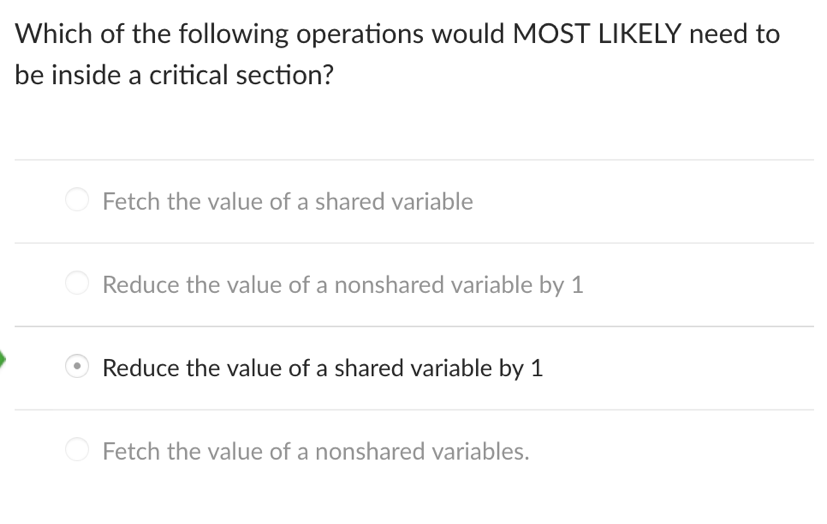 Which of the following operations would MOST LIKELY need to
be inside a critical section?
Fetch the value of a shared variable
Reduce the value of a nonshared variable by 1
Reduce the value of a shared variable by 1
Fetch the value of a nonshared variables.